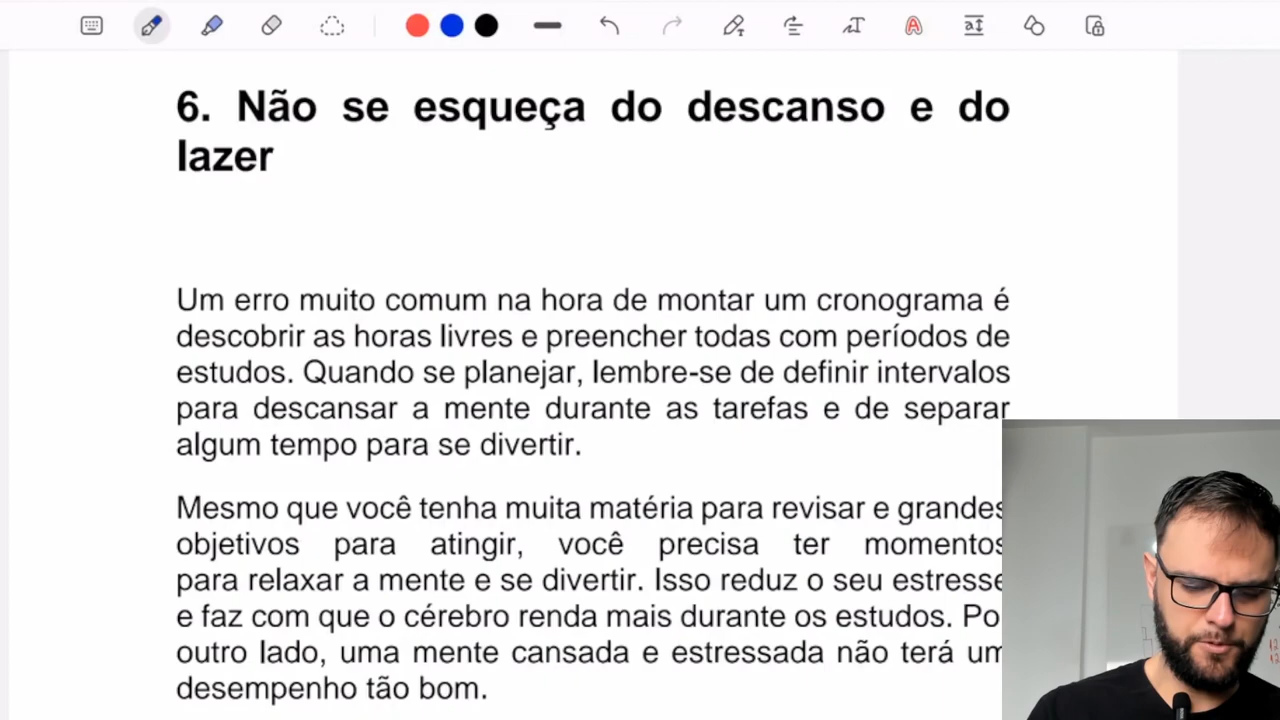 6. Não se esqueça do descanso e do
lazer
Um erro muito comum na hora de montar um cronograma é
descobrir as horas livres e preencher todas com períodos de
estudos. Quando se planejar, lembre-se de definir intervalos
para descansar a mente durante as tarefas e de separar
algum tempo para se divertir.
Mesmo que você tenha muita matéria para revisar e grandes
objetivos para atingir, você precisa ter momentos
para relaxar a mente e se divertir. Isso reduz o seu estresse
e faz com que o cérebro renda mais durante os estudos. Po
outro lado, uma mente cansada e estressada não terá um
desempenho tão bom.